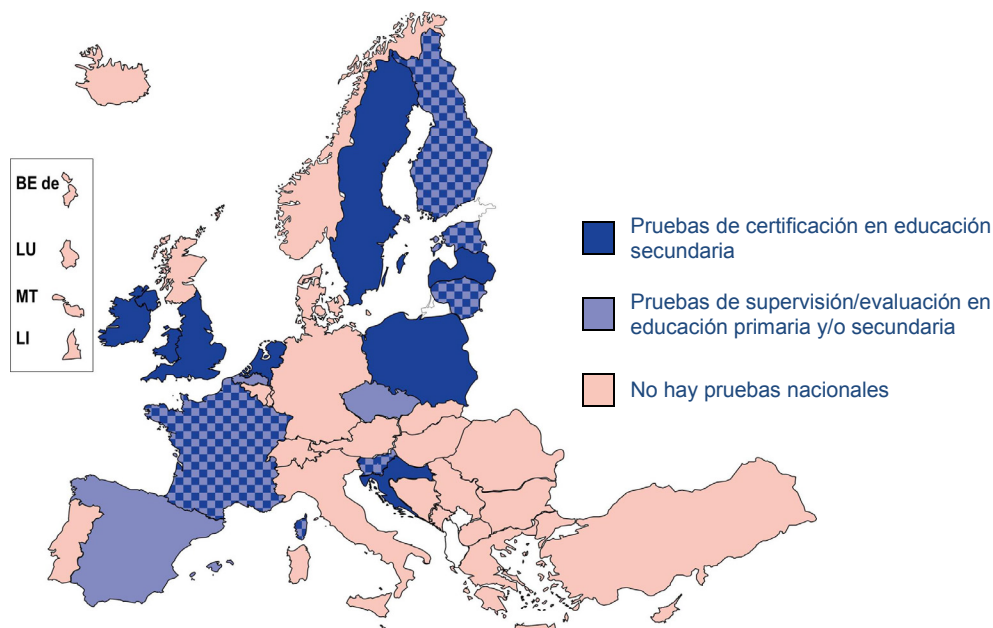 BE de
LU
MT
LI
Pruebas de certificación en educación
secundaria
Pruebas de supervisión/evaluación en
educación primaria y/o secundaria
No hay pruebas nacionales